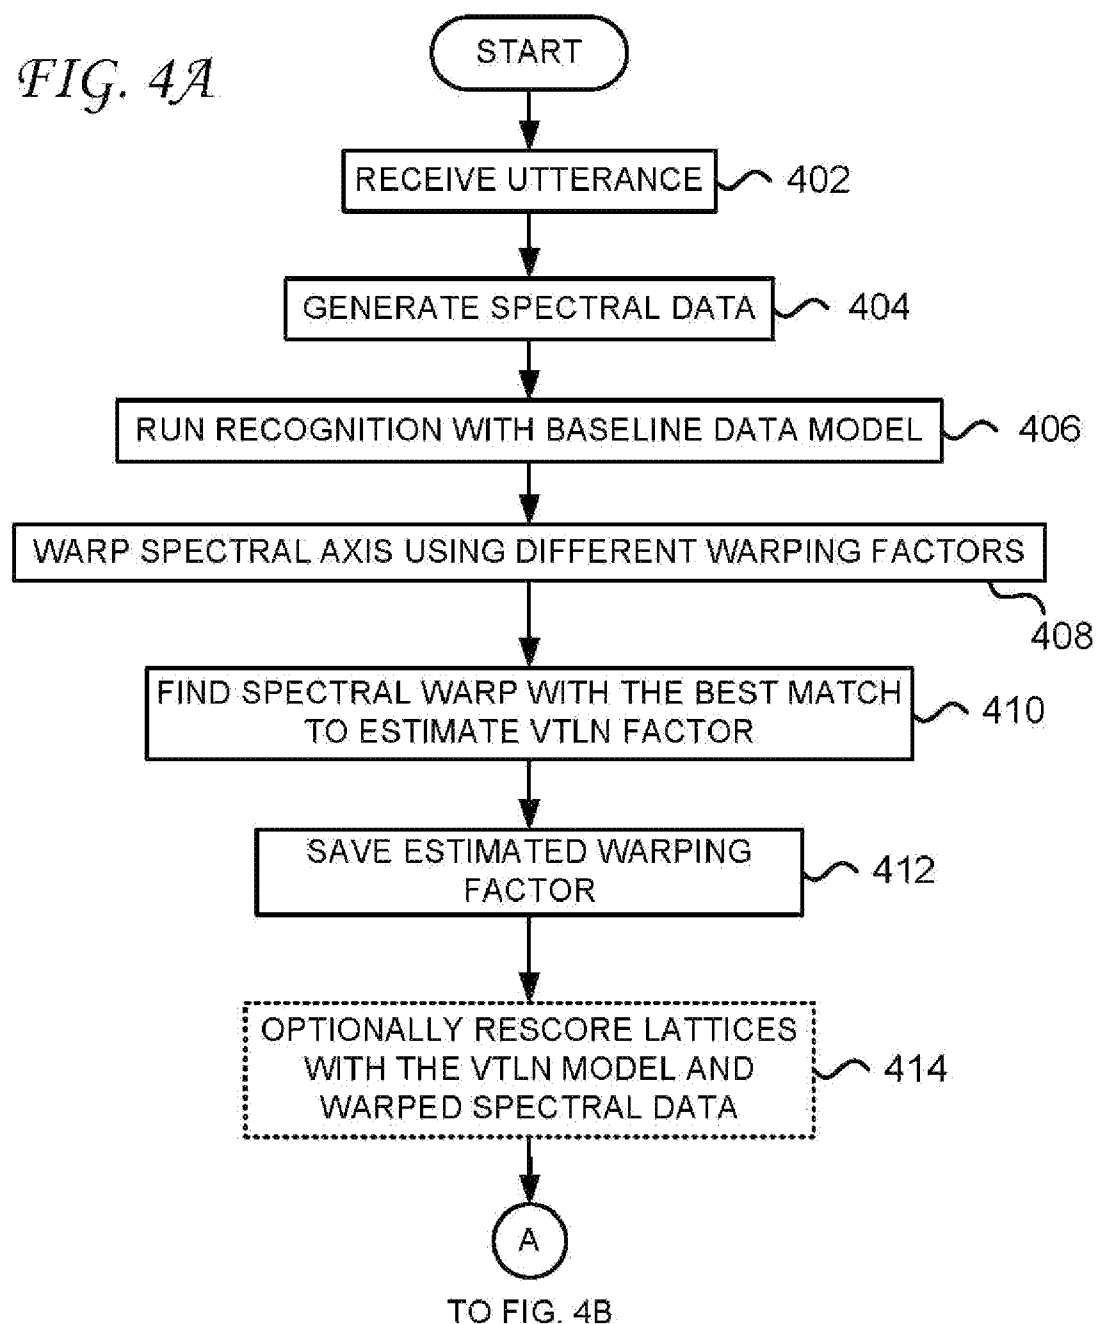 FIG. 4A
START
RECEIVE UTTERANCE
402
GENERATE SPECTRAL DATA
404
RUN RECOGNITION WITH BASELINE DATA MODEL
406
WARP SPECTRAL AXIS USING DIFFERENT WARPING FACTORS
408
FIND SPECTRAL WARP WITH THE BEST MATCH
TO ESTIMATE VTLN FACTOR
410
SAVE ESTIMATED WARPING
FACTOR
412
OPTIONALLY RESCORE LATTICES
WITH THE VTLN MODEL AND
WARPED SPECTRAL DATA
414
A
TO FIG. 4B